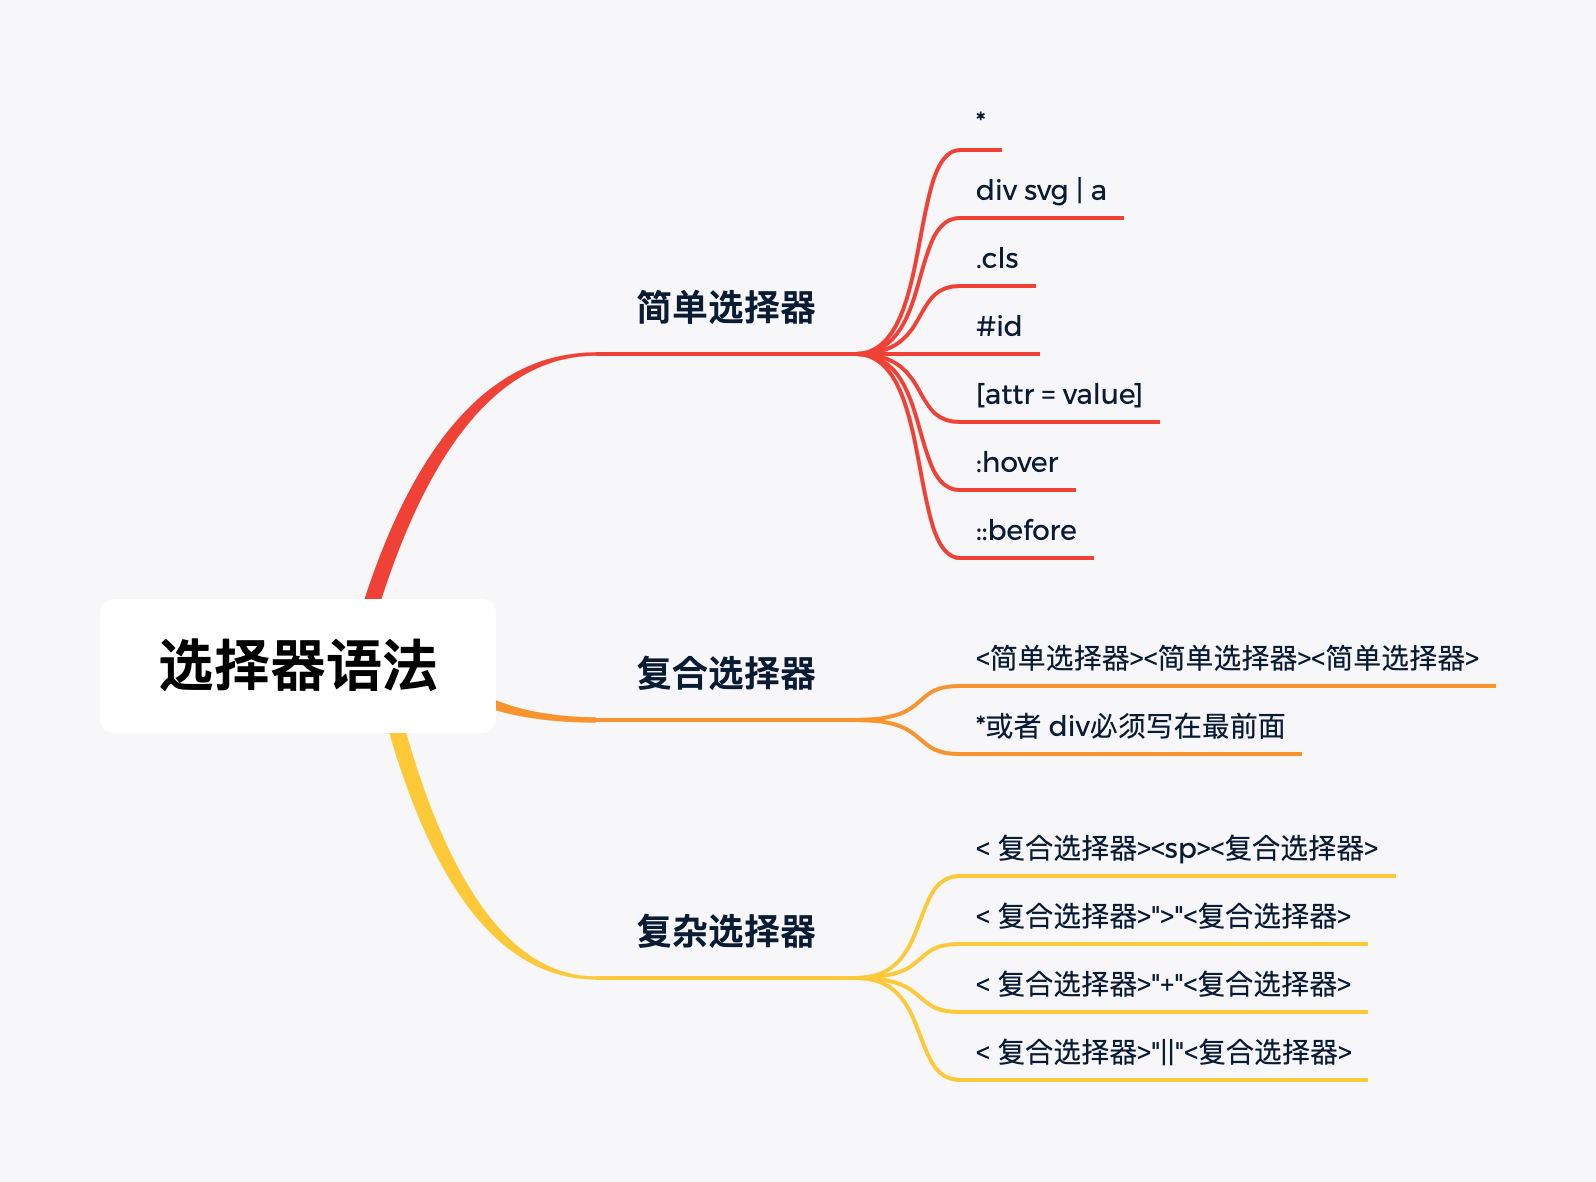 选择器语法
简单选择器
*
div svg | a
.cls
#id
[attr = value]
:hover
::before
复合选择器
<简单选择器><简单选择器><简单选择器>
*或者 div必须写在最前面
复杂选择器
< 复合选择器><sp><复合选择器>
< 复合选择器>">"<复合选择器>
< 复合选择器>"+"<复合选择器>
< 复合选择器>"||"<复合选择器>